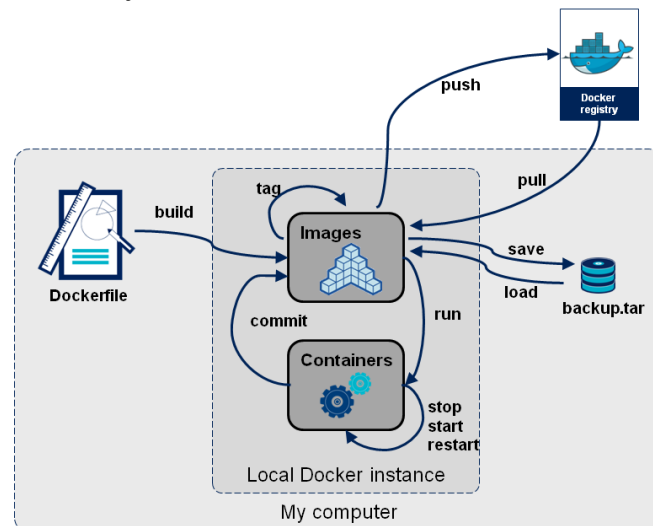 push
Docker
registry
pull
tag
build
Images
save
Dockerfile
load
backup.tar
commit
run
Containers
stop
start
restart
Local Docker instance
My computer